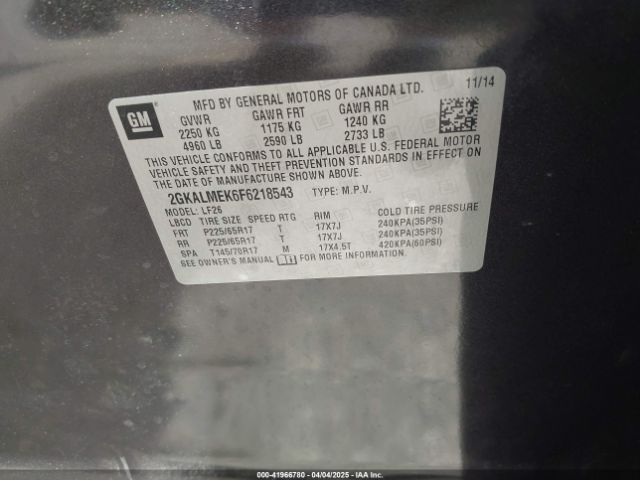 GM
MFD BY GENERAL MOTORS OF CANADA LTD.
11/14
GVWR GAWR FRT GAWR RR
2250 KG 1175 KG 1240 KG
4960 LB 2590 LB 2733 LB
THIS VEHICLE CONFORMS TO ALL APPLICABLE U.S. FEDERAL MOTOR
VEHICLE SAFETY AND THEFT PREVENTION STANDARDS IN EFFECT ON
THE DATE OF MANUFACTURE SHOWN ABOVE.
2GKALMEK6F6218543 TYPE: M.P.V.
MODEL: LF26
LBCD TIRE SIZE SPEED RTG RIM COLD TIRE PRESSURE
FRT P225/65R17 T 17X7J 240KPA(35PSI)
RR P225/65R17 T 17X7J 240KPA(35PSI)
SPA T145/70R17 M 17X4.5T 420KPA(60PSI)
SEE OWNER'S MANUAL FOR MORE INFORMATION.
000-41966780 - 04/04/2025 - COPYRIGHT IAA, LLC.